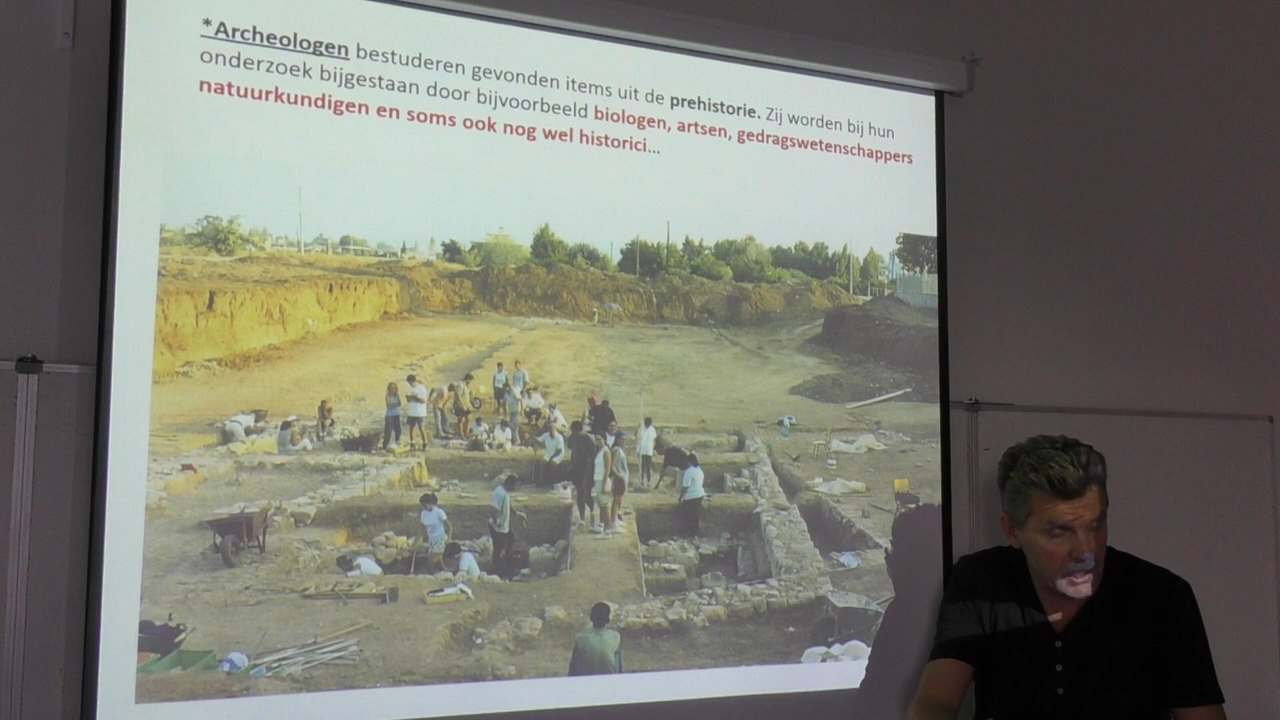 *Archeologen bestuderen gevonden items uit de prehistorie. Zij worden bij hun
onderzoek bijgestaan door bijvoorbeeld biologen, artsen, gedragswetenschappers
natuurkundigen en soms ook nog wel historici...